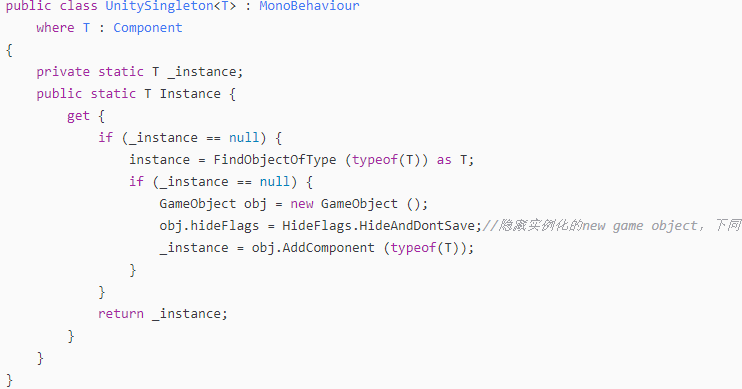 public class UnitySingleton<T> : MonoBehaviour
    where T : Component
{
    private static T _instance;
    public static T Instance {
        get {
            if (_instance == null) {
                instance = FindObjectOfType (typeof(T)) as T;
                if (_instance == null) {
                    GameObject obj = new GameObject ();
                    obj.hideFlags = HideFlags.HideAndDontSave;//隐藏实例化的new game object，下同
                    _instance = obj.AddComponent (typeof(T));
                }
            }
            return _instance;
        }
    }
}